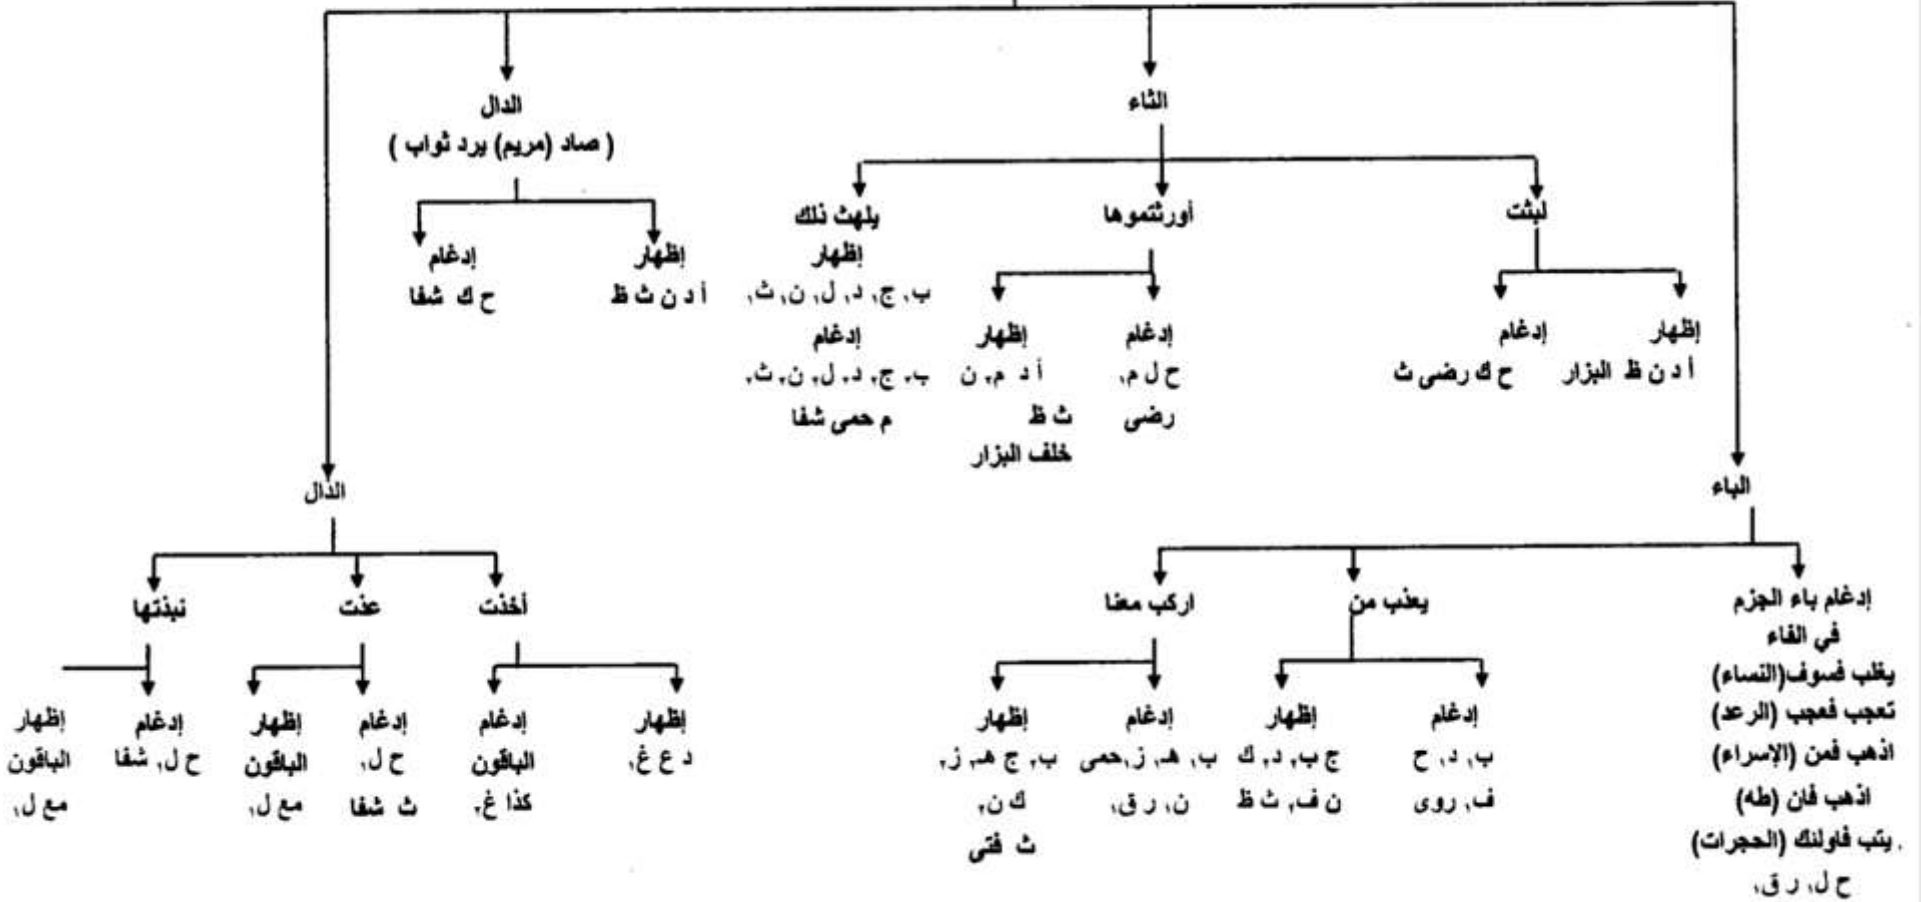 الدال
( صاد (مريم) يرد ثواب )
إظهار
أ د ن ث ظ
إدغام
ح ك شفا
الثاء
لبثت
إظهار
أ د ن ظ البزار
إدغام
ح ك رضى ث
أورثتموها
إدغام
ح ل م,
رضى
إظهار
أ د م, ن
ث ظ
خلف البزار
يلهث ذلك
إظهار
ب, ج, د, ل, ن, ث,
إدغام
ب, ج, د, ل, ن, ث,
م حمى شفا
الباء
إدغام باء الجزم
في الفاء
يغلب فسوف(النساء)
تعجب فعجب (الرعد)
اذهب فمن (الإسراء)
اذهب فان (طه)
يتب فاولئك (الحجرات)
ح ل, ر ق,
يعذب من
إدغام
ب, د, ح
ف, روى
إظهار
ج ب, د, ك
ن ف, ث ظ
اركب معنا
إدغام
ب, هـ, ز, حمى
ن, ر ق,
إظهار
ب, ج هـ, ز,
ك ن,
ث فتى
الذال
أخذت
إظهار
د ع غ,
إدغام
الباقون
كذا غ,
عذت
إدغام
ح ل,
ث شفا
إظهار
الباقون
مع ل,
نبذتها
إدغام
ح ل, شفا
إظهار
الباقون
مع ل,